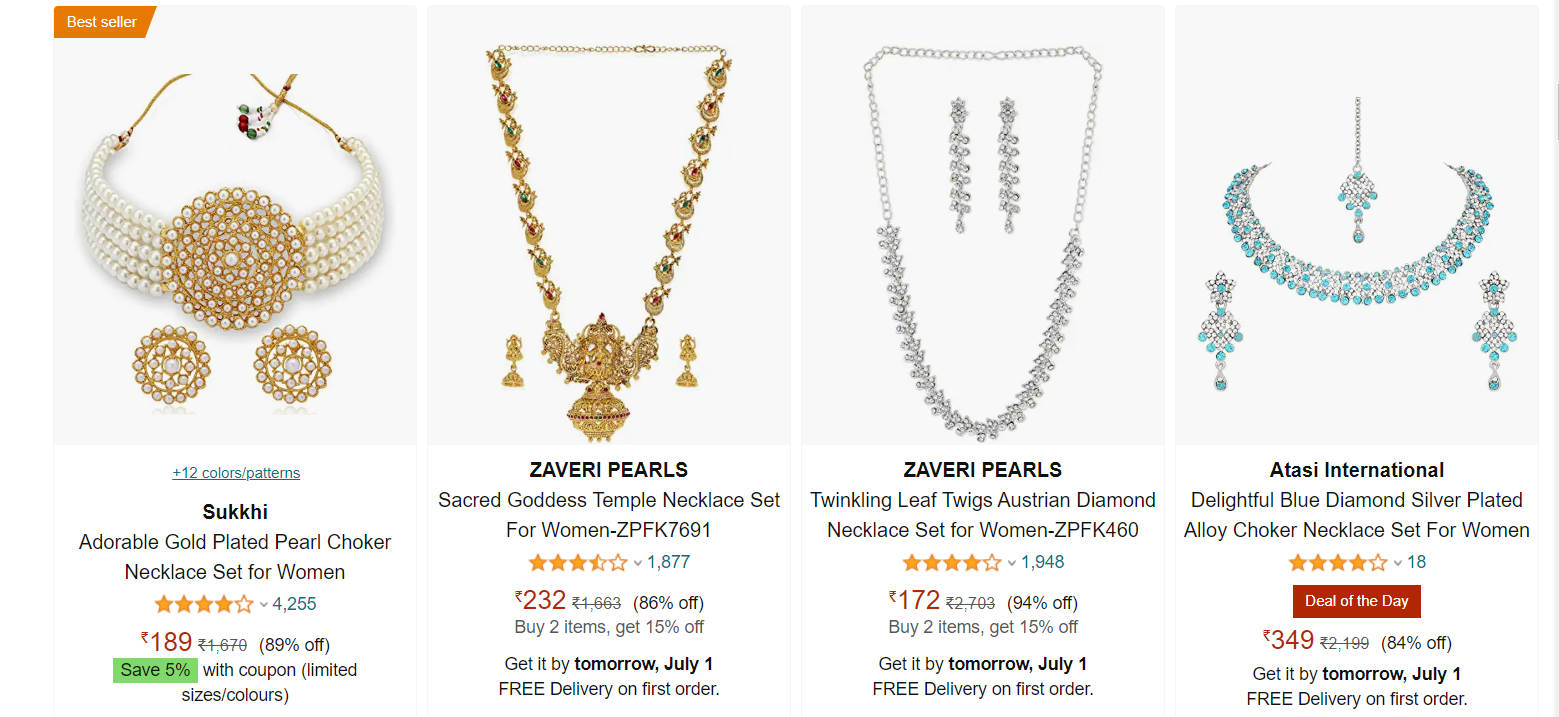 Best seller
+12 colors/patterns
Sukkhi
Adorable Gold Plated Pearl Choker
Necklace Set for Women
4,255
₹189 ₹1,670 (89% off)
Save 5% with coupon (limited
sizes/colours)
ZAVERI PEARLS
Sacred Goddess Temple Necklace Set
For Women-ZPFK7691
1,877
₹232 ₹1,663 (86% off)
Buy 2 items, get 15% off
Get it by tomorrow, July 1
FREE Delivery on first order.
ZAVERI PEARLS
Twinkling Leaf Twigs Austrian Diamond
Necklace Set for Women-ZPFK460
1,948
₹172 ₹2,703 (94% off)
Buy 2 items, get 15% off
Get it by tomorrow, July 1
FREE Delivery on first order.
Atasi International
Delightful Blue Diamond Silver Plated
Alloy Choker Necklace Set For Women
18
Deal of the Day
₹349 ₹2,199 (84% off)
Get it by tomorrow, July 1
FREE Delivery on first order.